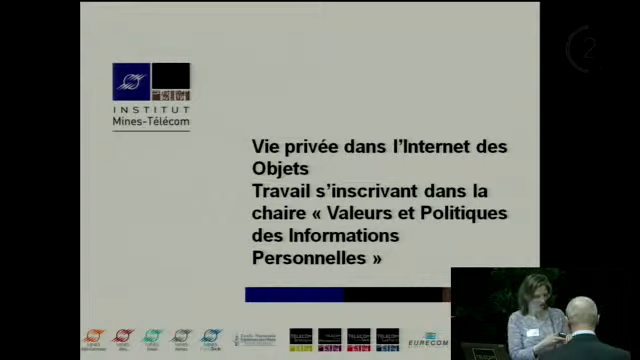 INSTITUT
Mines-Télécom
Vie privée dans l'Internet des
Objets
Travail s'inscrivant dans la
chaire « Valeurs et Politiques
des Informations
Personnelles »
EURECOM